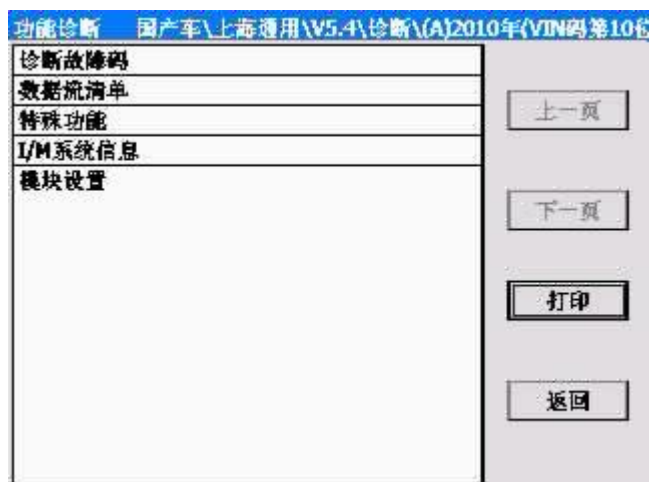 功能诊断 国产车\上海通用\V5.4\诊断\(A)2010年(VIN码第10位
诊断故障码
数据流清单
特殊功能
I/M系统信息
模块设置
上一页
下一页
打印
返回